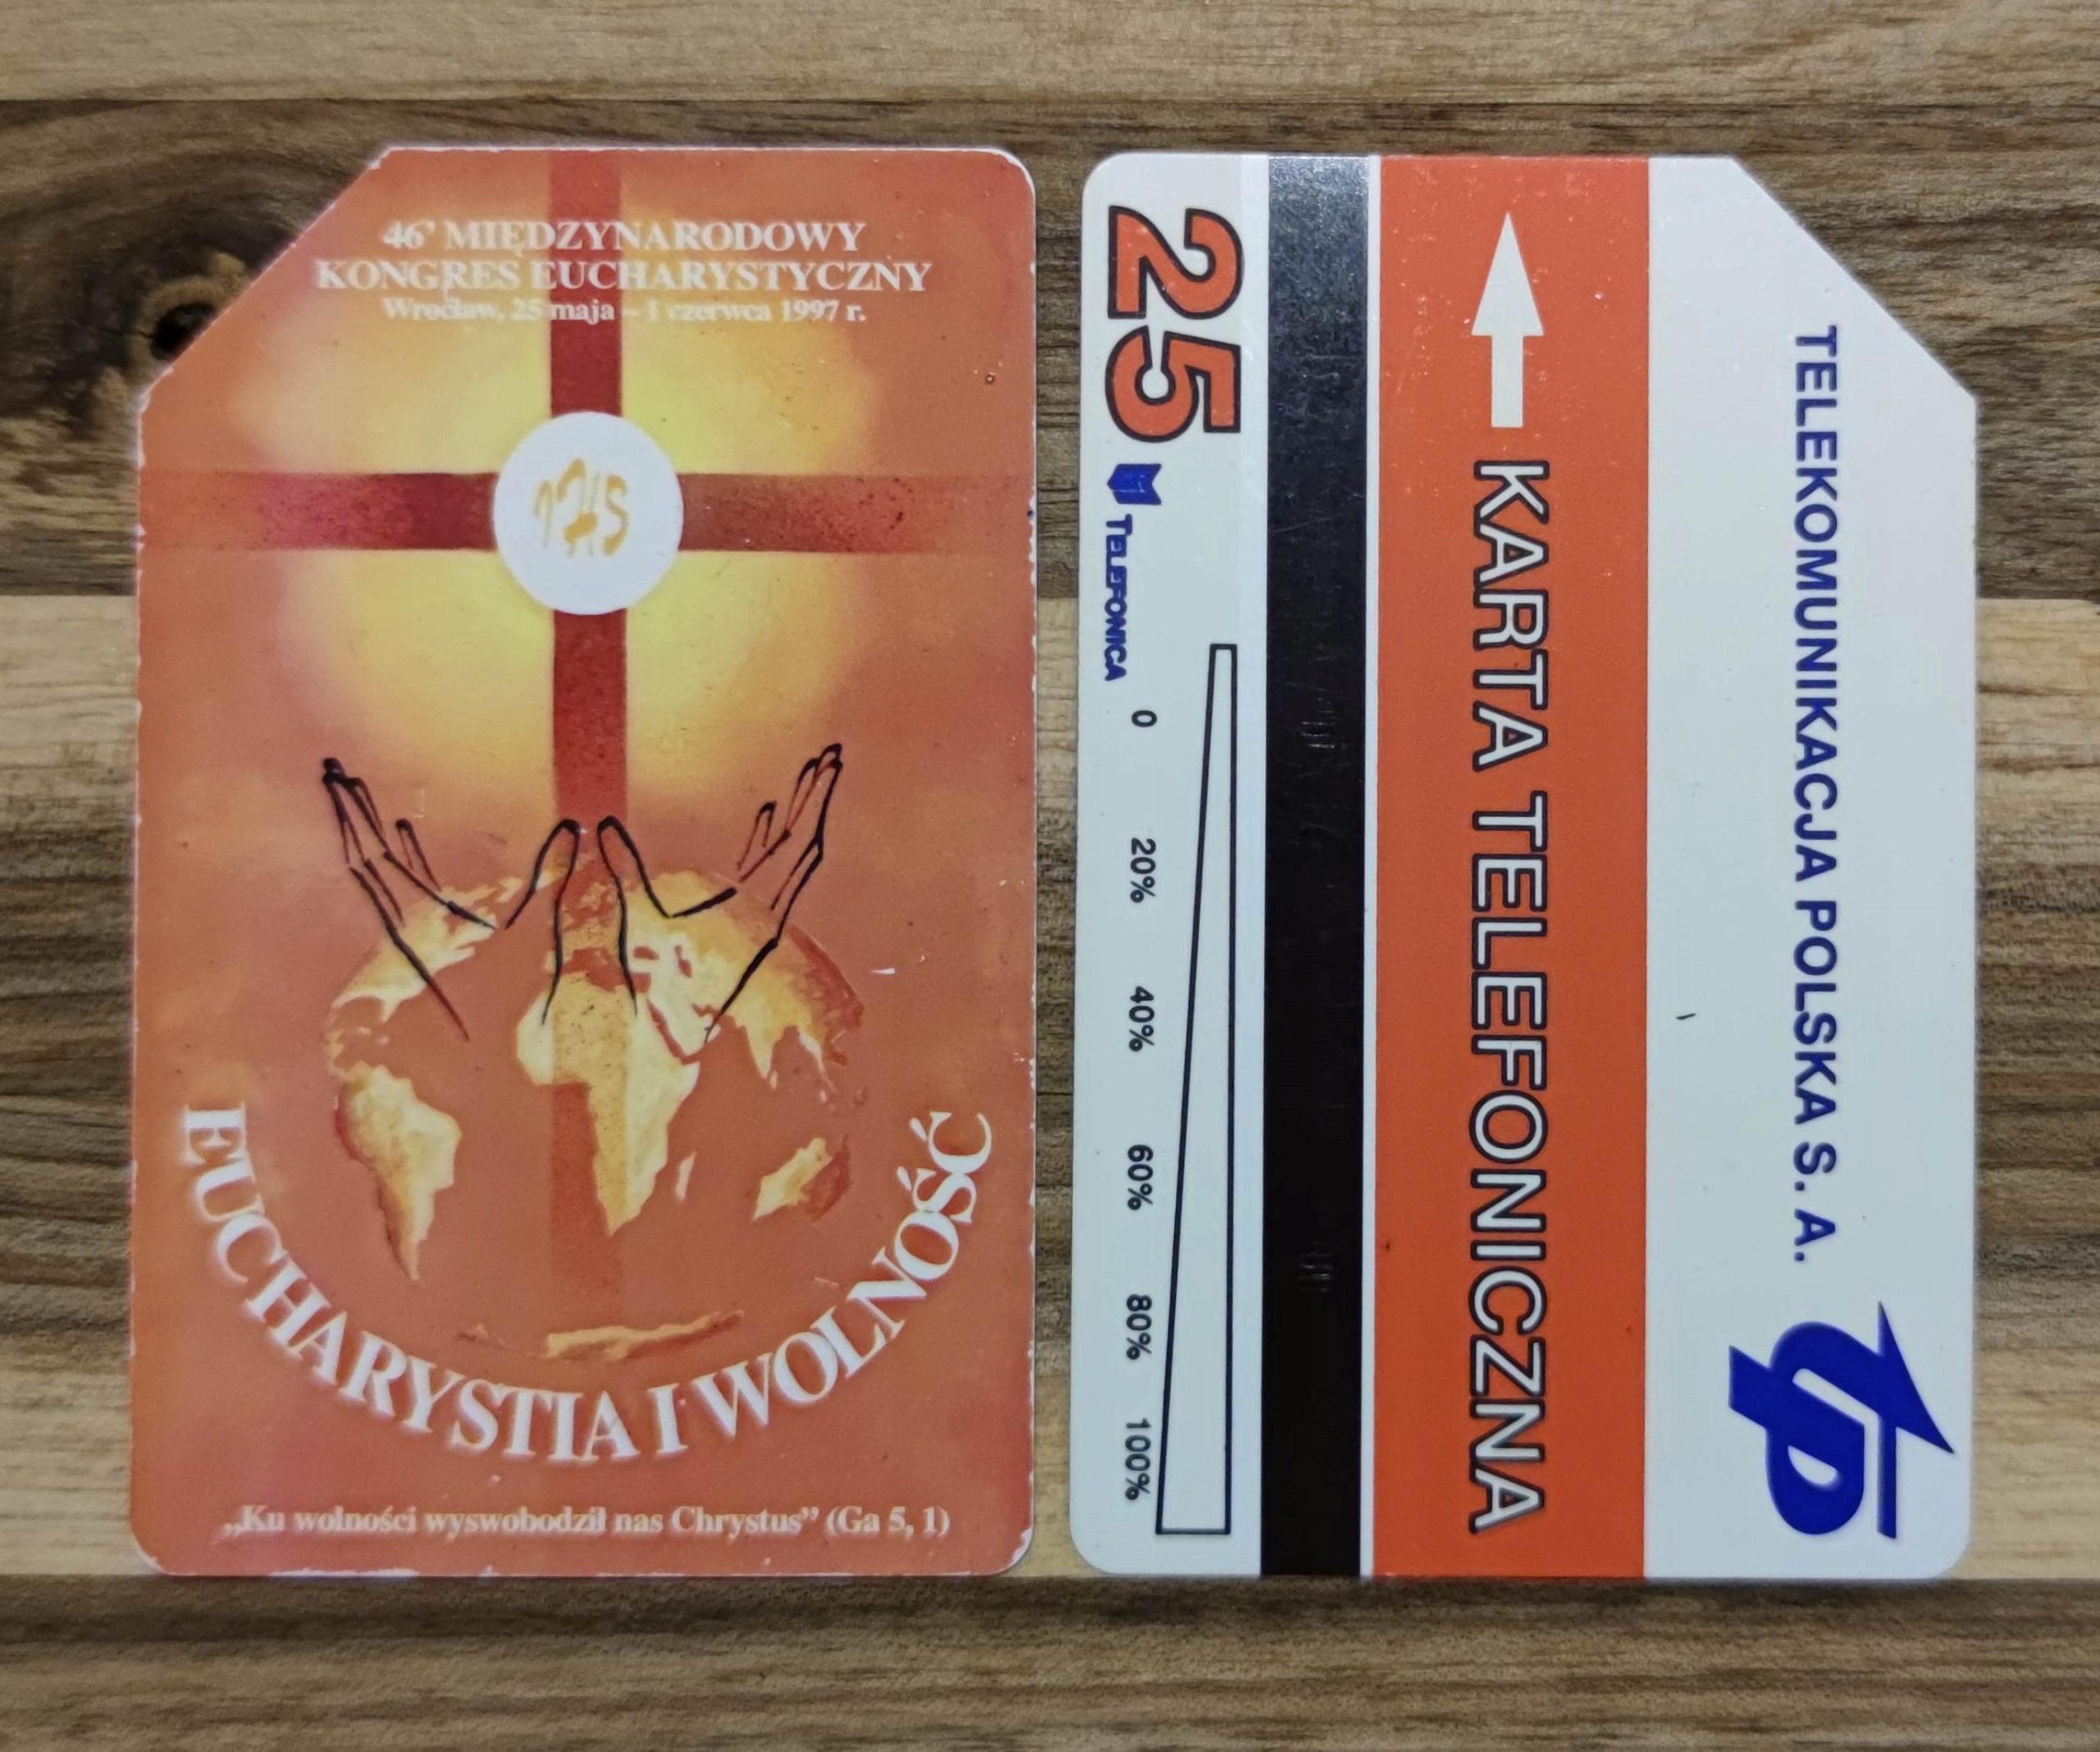 46' MIĘDZYNARODOWY
KONGRES EUCHARYSTYCZNY
Wrocław, 25 maja – 1 czerwca 1997 r.
EUCHARYSTIA I WOLNOŚĆ
„Ku wolności wyswobodził nas Chrystus” (Ga 5, 1)
TELEKOMUNIKACJA POLSKA S. A.
tp
KARTA TELEFONICZNA
25
TELEFONICA
0 20% 40% 60% 80% 100%